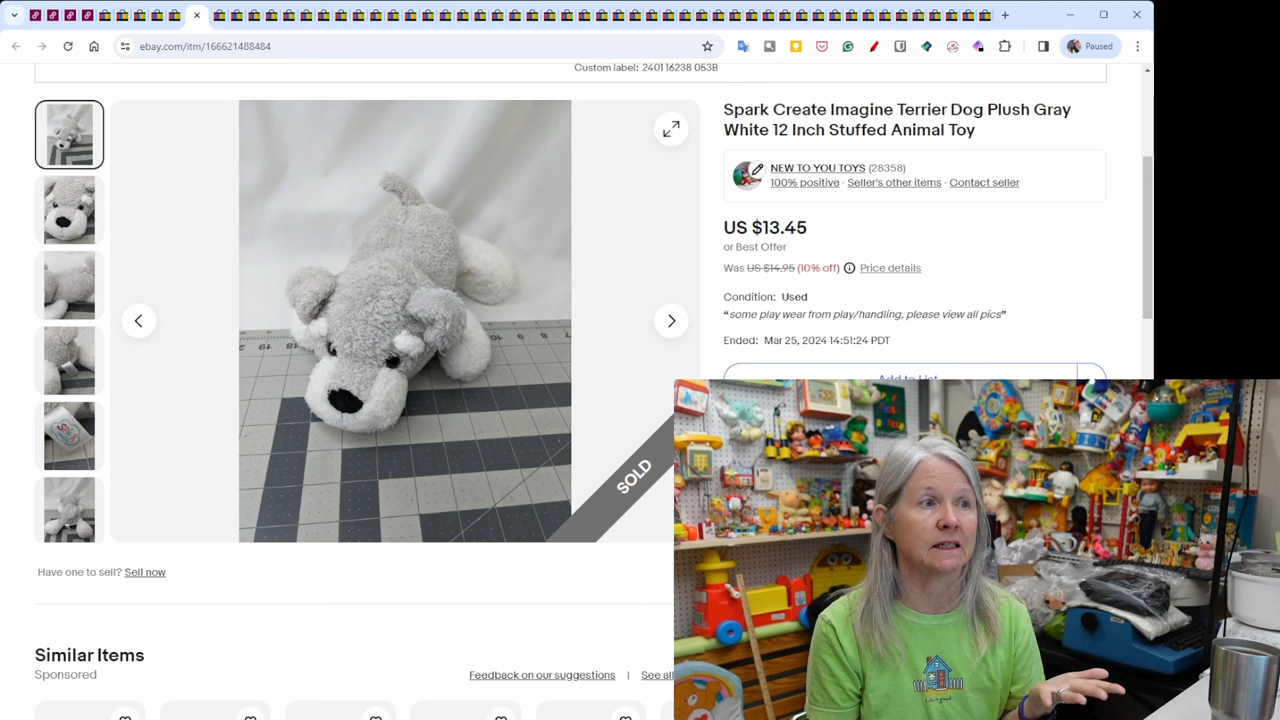 ebay.com/itm/166621488484
Paused
Custom label: 240116238 053B
Spark Create Imagine Terrier Dog Plush Gray
White 12 Inch Stuffed Animal Toy
NEW TO YOU TOYS (28358)
100% positive · Seller's other items · Contact seller
US $13.45
or Best Offer
Was US $14.95 (10% off) Price details
Condition: Used
“some play wear from play/handling, please view all pics”
Ended: Mar 25, 2024 14:51:24 PDT
Add to List
SOLD
Have one to sell? Sell now
Similar Items
Sponsored
Feedback on our suggestions | See all